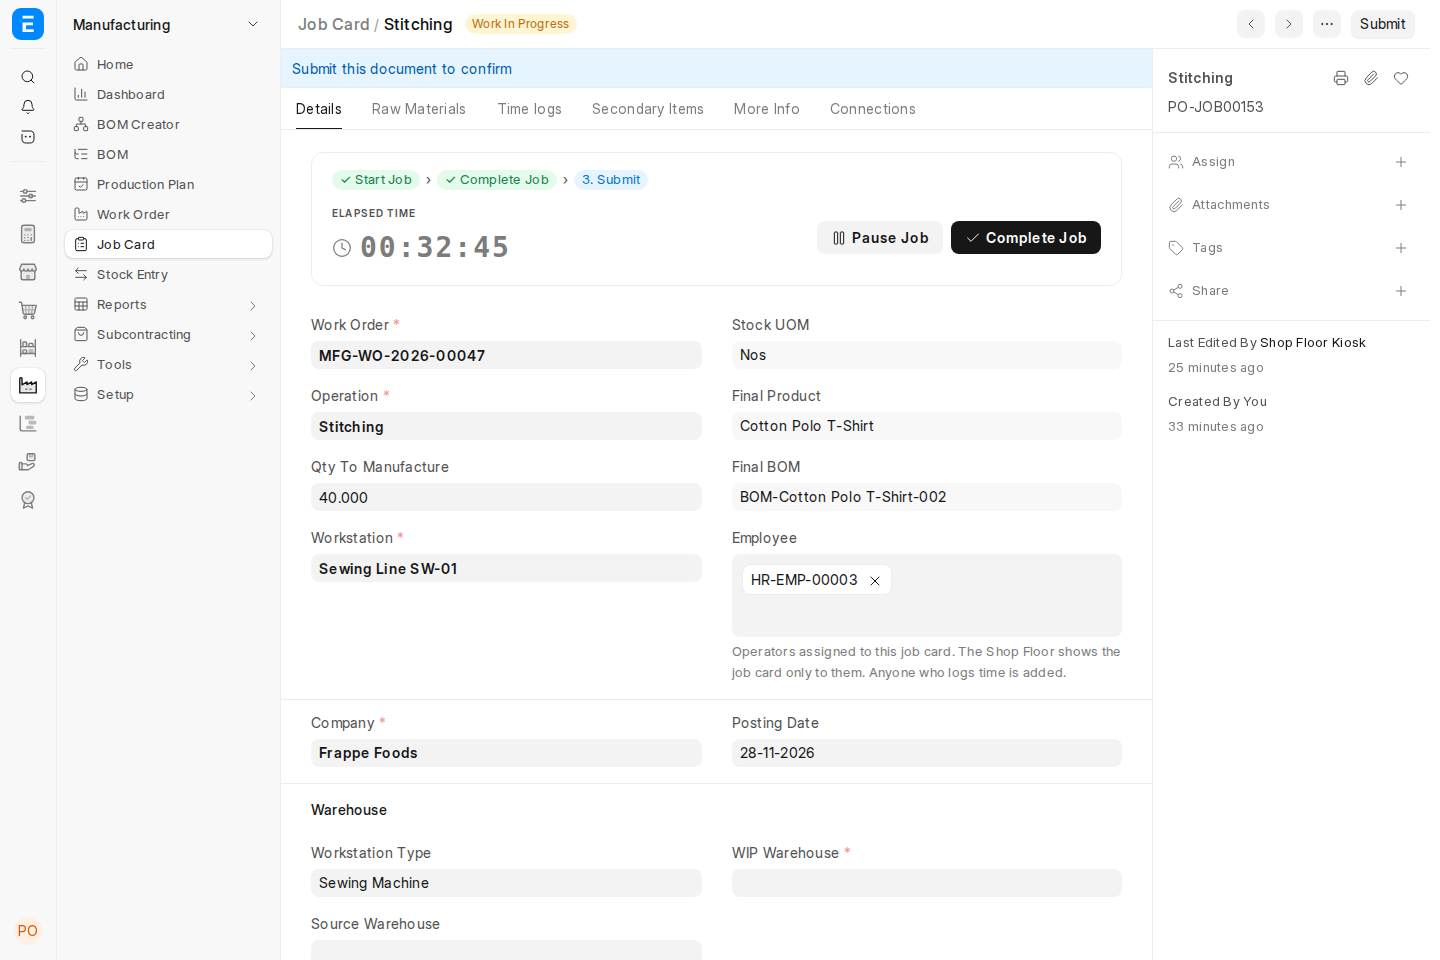 Manufacturing
Home
Dashboard
BOM Creator
BOM
Production Plan
Work Order
Job Card
Stock Entry
Reports
Subcontracting
Tools
Setup
PO
Job Card / Stitching
Work In Progress
Submit
Submit this document to confirm
Details
Raw Materials
Time logs
Secondary Items
More Info
Connections
Start Job › Complete Job › 3. Submit
ELAPSED TIME
00:32:45
Pause Job
Complete Job
Work Order *
MFG-WO-2026-00047
Stock UOM
Nos
Operation *
Stitching
Final Product
Cotton Polo T-Shirt
Qty To Manufacture
40.000
Final BOM
BOM-Cotton Polo T-Shirt-002
Workstation *
Sewing Line SW-01
Employee
HR-EMP-00003
Operators assigned to this job card. The Shop Floor shows the
job card only to them. Anyone who logs time is added.
Company *
Frappe Foods
Posting Date
28-11-2026
Warehouse
Workstation Type
Sewing Machine
WIP Warehouse *
Source Warehouse
Stitching
PO-JOB00153
Assign
Attachments
Tags
Share
Last Edited By Shop Floor Kiosk
25 minutes ago
Created By You
33 minutes ago